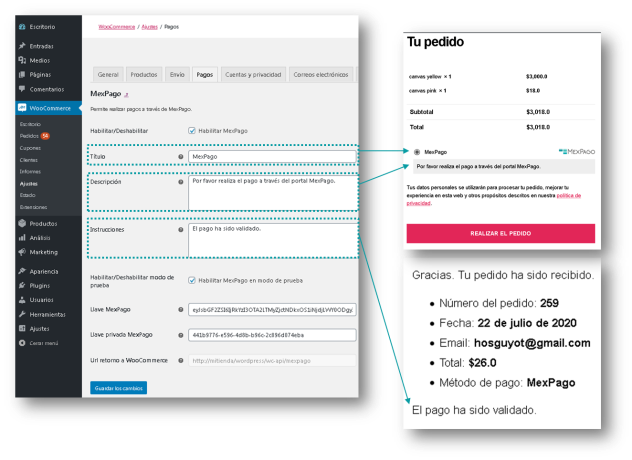 Escritorio
Entradas
Medios
Páginas
Comentarios
WooCommerce
Escritorio
Pedidos 54
Cupones
Clientes
Informes
Ajustes
Estado
Extensiones
Productos
Análisis
Marketing
Apariencia
Plugins
Usuarios
Herramientas
Ajustes
Cerrar menú
WooCommerce / Ajustes / Pagos
General Productos Envío Pagos Cuentas y privacidad Correos electrónicos
MexPago
Permite realizar pagos a través de MexPago.
Habilitar/Deshabilitar
Habilitar MexPago
Título
MexPago
Descripción
Por favor realiza el pago a través del portal MexPago.
Instrucciones
El pago ha sido validado.
Habilitar/Deshabilitar modo de prueba
Habilitar MexPago en modo de prueba
Llave MexPago
Llave privada MexPago
Url retorno a WooCommerce
http://mitienda/wordpress/wc-api/mexpago
Guardar los cambios
Tu pedido
canvas yellow × 1 $3,000.0
canvas pink × 1 $18.0
Subtotal $3,018.0
Total $3,018.0
MexPago MEXPAGO
Por favor realiza el pago a través del portal MexPago.
Tus datos personales se utilizarán para procesar tu pedido, mejorar tu
experiencia en esta web y otros propósitos descritos en nuestra política de
privacidad.
REALIZAR EL PEDIDO
Gracias. Tu pedido ha sido recibido.
• Número del pedido: 259
• Fecha: 22 de julio de 2020
• Email: hosguyot@gmail.com
• Total: $26.0
• Método de pago: MexPago
El pago ha sido validado.